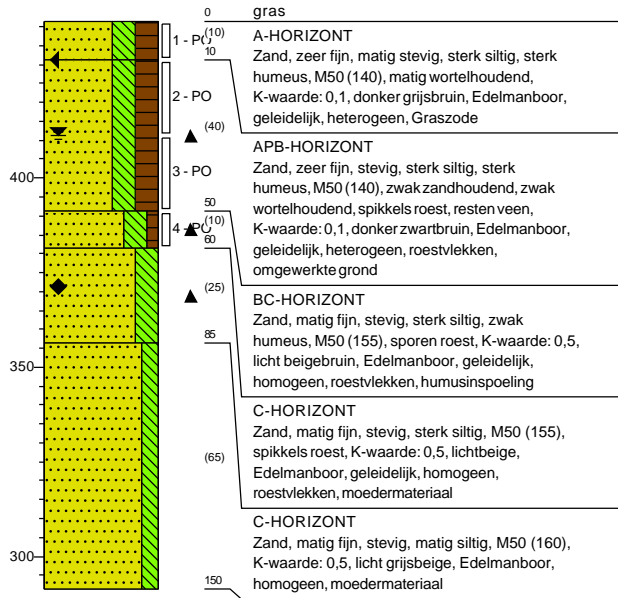 0 gras
1 - PO (10)
10
2 - PO
(40)
3 - PO
400
50
4 - PO (10)
60
(25)
85
350
(65)
300
150
A-HORIZONT
Zand, zeer fijn, matig stevig, sterk siltig, sterk
humeus, M50 (140), matig wortelhoudend,
K-waarde: 0,1, donker grijsbruin, Edelmanboor,
geleidelijk, heterogeen, Graszode
APB-HORIZONT
Zand, zeer fijn, stevig, sterk siltig, sterk
humeus, M50 (140), zwak zandhoudend, zwak
wortelhoudend, spikkels roest, resten veen,
K-waarde: 0,1, donker zwartbruin, Edelmanboor,
geleidelijk, heterogeen, roestvlekken,
omgewerkte grond
BC-HORIZONT
Zand, matig fijn, stevig, sterk siltig, zwak
humeus, M50 (155), sporen roest, K-waarde: 0,5,
licht beigebruin, Edelmanboor, geleidelijk,
homogeen, roestvlekken, humusinspoeling
C-HORIZONT
Zand, matig fijn, stevig, sterk siltig, M50 (155),
spikkels roest, K-waarde: 0,5, lichtbeige,
Edelmanboor, geleidelijk, homogeen,
roestvlekken, moedermateriaal
C-HORIZONT
Zand, matig fijn, stevig, matig siltig, M50 (160),
K-waarde: 0,5, licht grijsbeige, Edelmanboor,
homogeen, moedermateriaal